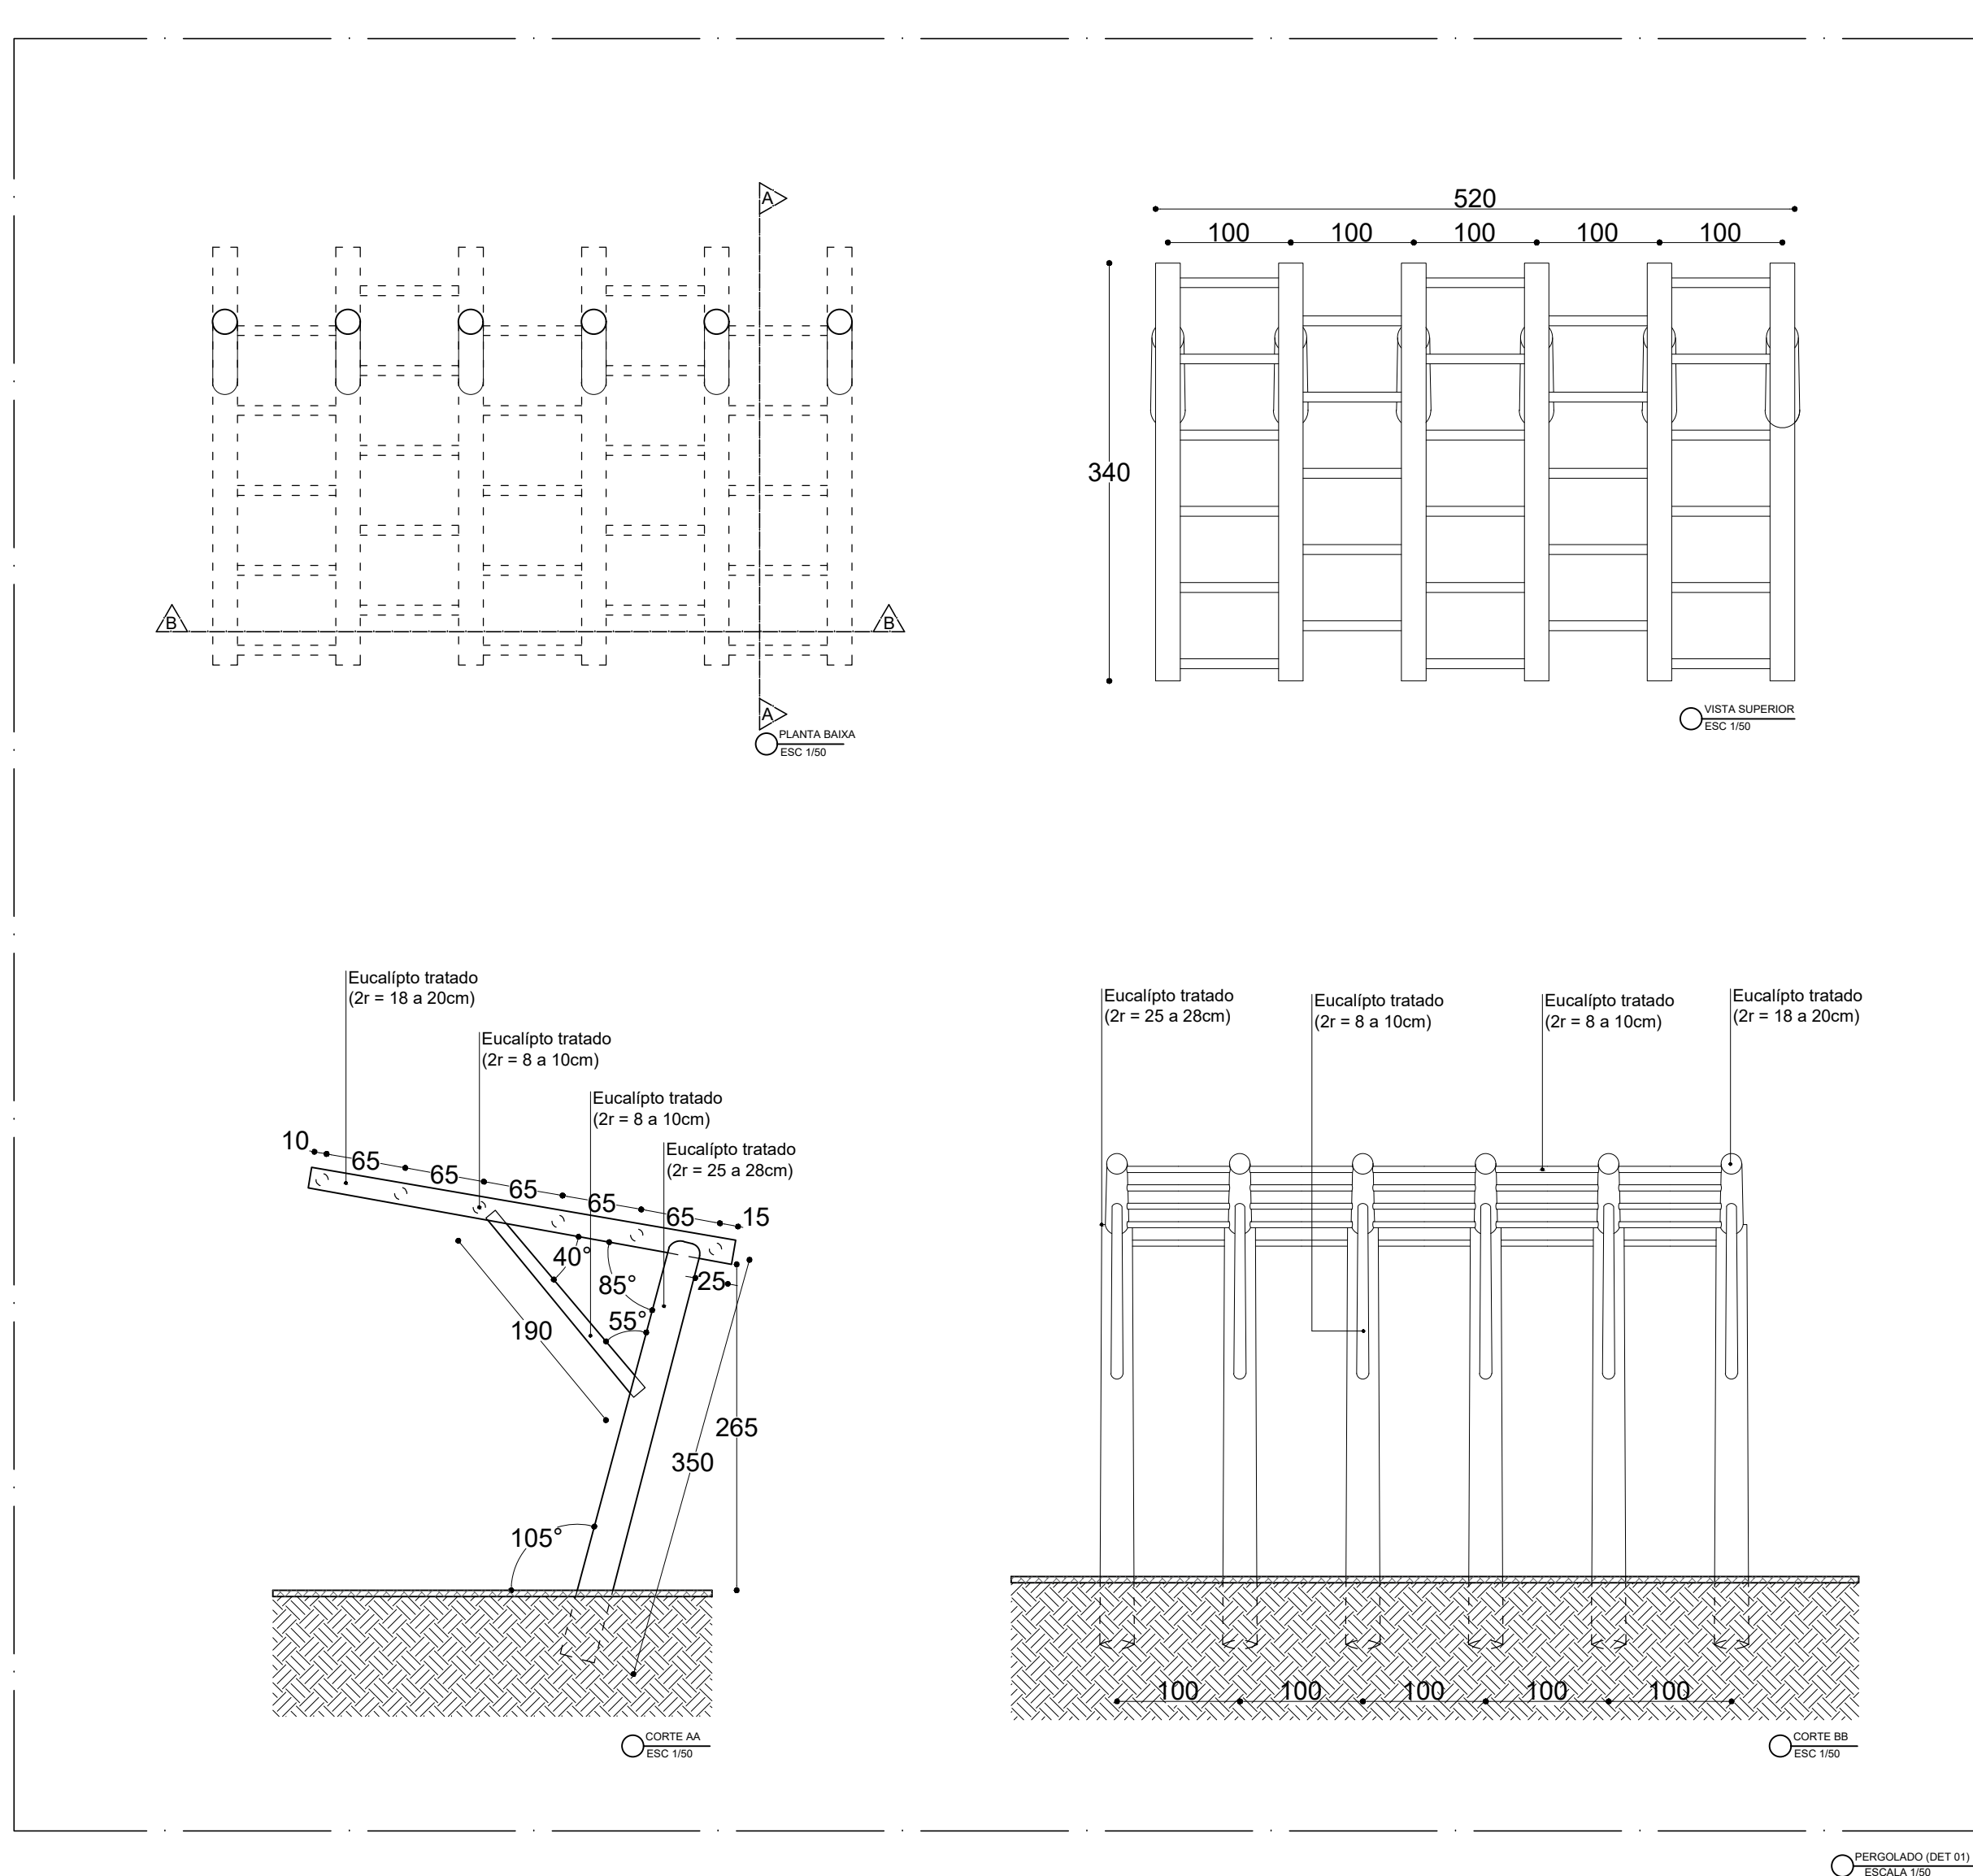 A
A
B
B
PLANTA BAIXA
ESC 1/50
520
100
100
100
100
100
340
VISTA SUPERIOR
ESC 1/50
Eucalípto tratado
(2r = 18 a 20cm)
Eucalípto tratado
(2r = 8 a 10cm)
Eucalípto tratado
(2r = 8 a 10cm)
Eucalípto tratado
(2r = 25 a 28cm)
10
65
65
65
65
65
15
40°
85°
25
55°
190
265
350
105°
CORTE AA
ESC 1/50
Eucalípto tratado
(2r = 25 a 28cm)
Eucalípto tratado
(2r = 8 a 10cm)
Eucalípto tratado
(2r = 8 a 10cm)
Eucalípto tratado
(2r = 18 a 20cm)
100
100
100
100
100
CORTE BB
ESC 1/50
PERGOLADO (DET 01)
ESCALA 1/50